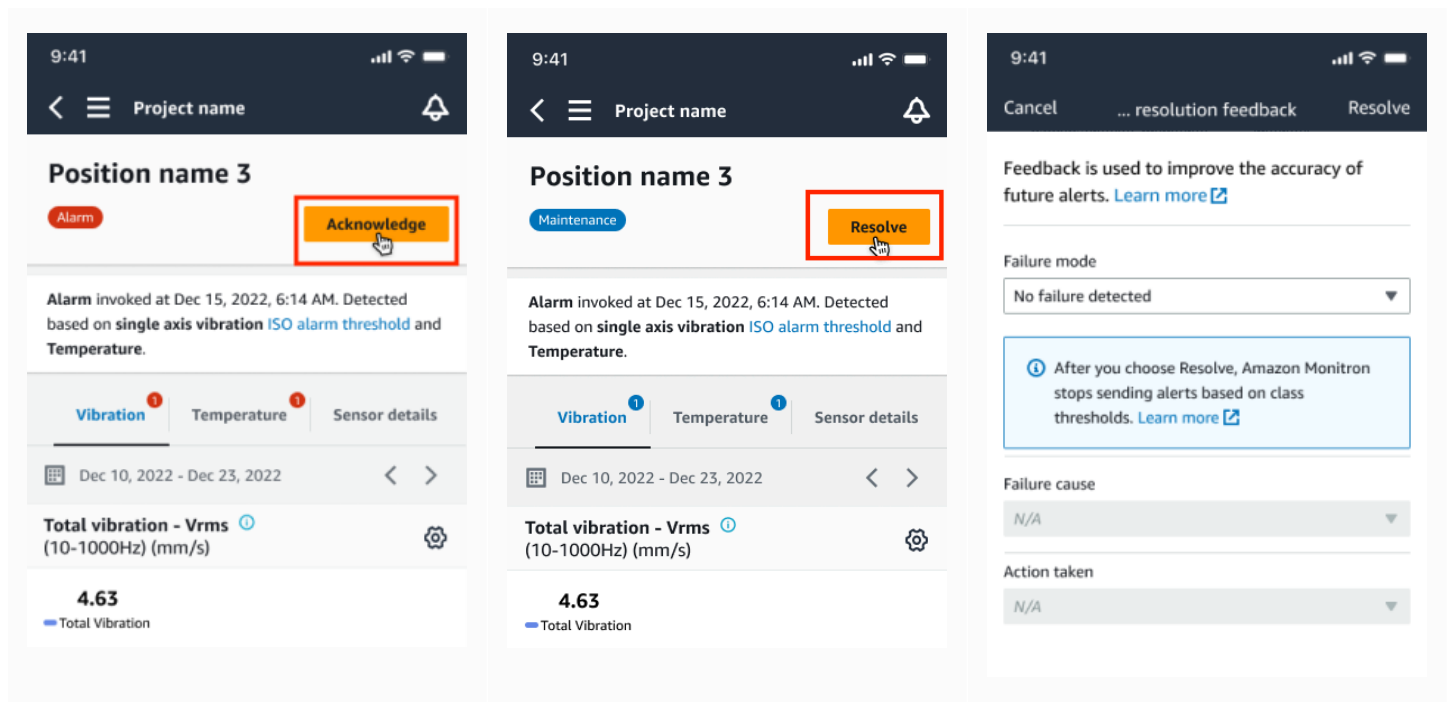 9:41
Project name
Position name 3
Alarm
Acknowledge
Alarm invoked at Dec 15, 2022, 6:14 AM. Detected
based on single axis vibration ISO alarm threshold and
Temperature.
Vibration 1 Temperature 1 Sensor details
Dec 10, 2022 - Dec 23, 2022
Total vibration - Vrms
(10-1000Hz) (mm/s)
4.63
Total Vibration
9:41
Project name
Position name 3
Maintenance
Resolve
Alarm invoked at Dec 15, 2022, 6:14 AM. Detected
based on single axis vibration ISO alarm threshold and
Temperature.
Vibration 1 Temperature 1 Sensor details
Dec 10, 2022 - Dec 23, 2022
Total vibration - Vrms
(10-1000Hz) (mm/s)
4.63
Total Vibration
9:41
Cancel ... resolution feedback Resolve
Feedback is used to improve the accuracy of
future alerts. Learn more
Failure mode
No failure detected
After you choose Resolve, Amazon Monitron
stops sending alerts based on class
thresholds. Learn more
Failure cause
N/A
Action taken
N/A